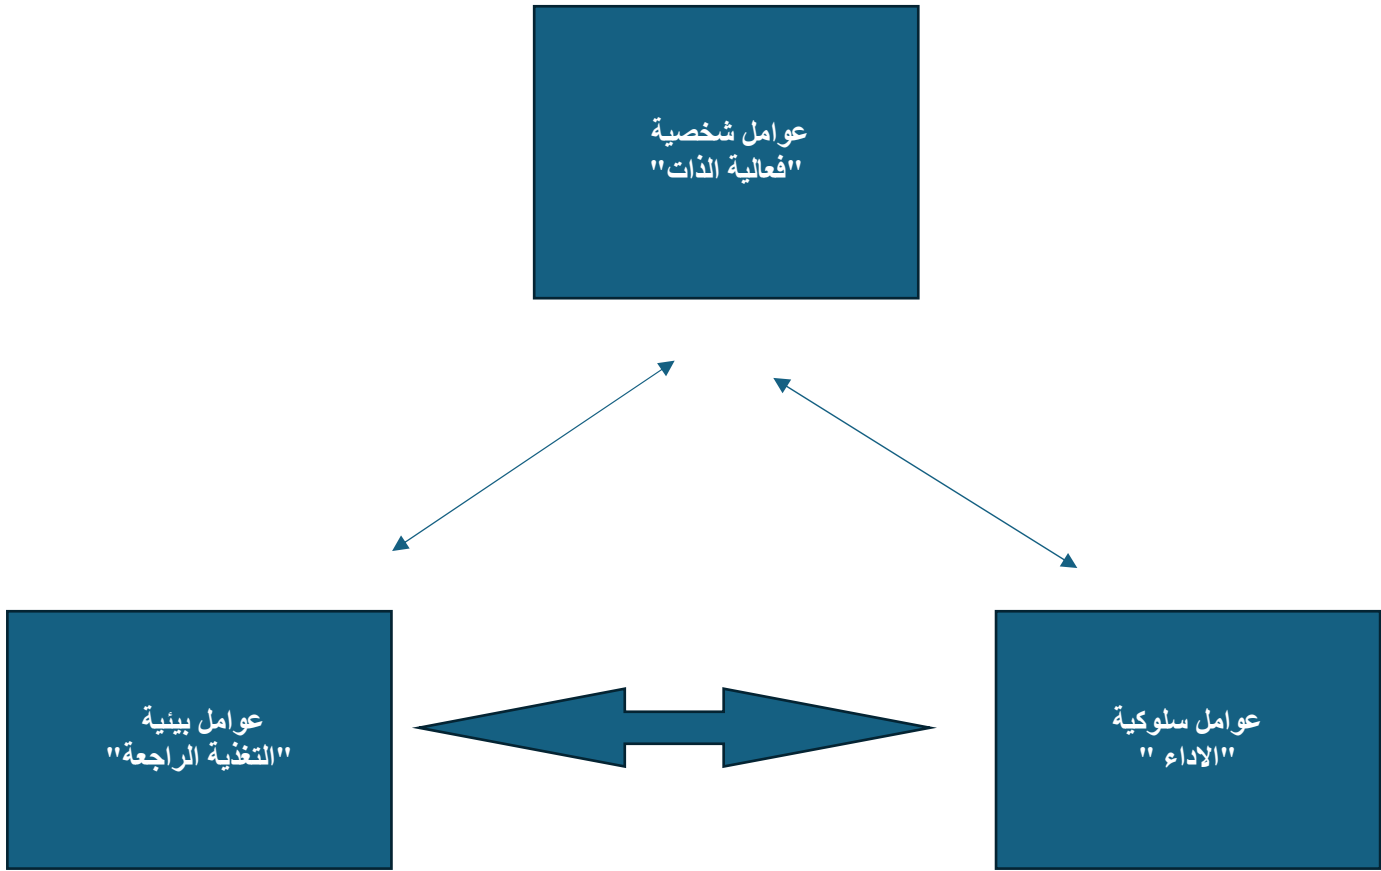 عوامل شخصية
"فعالية الذات"
عوامل سلوكية
"الاداء "
عوامل بيئية
"التغذية الراجعة"